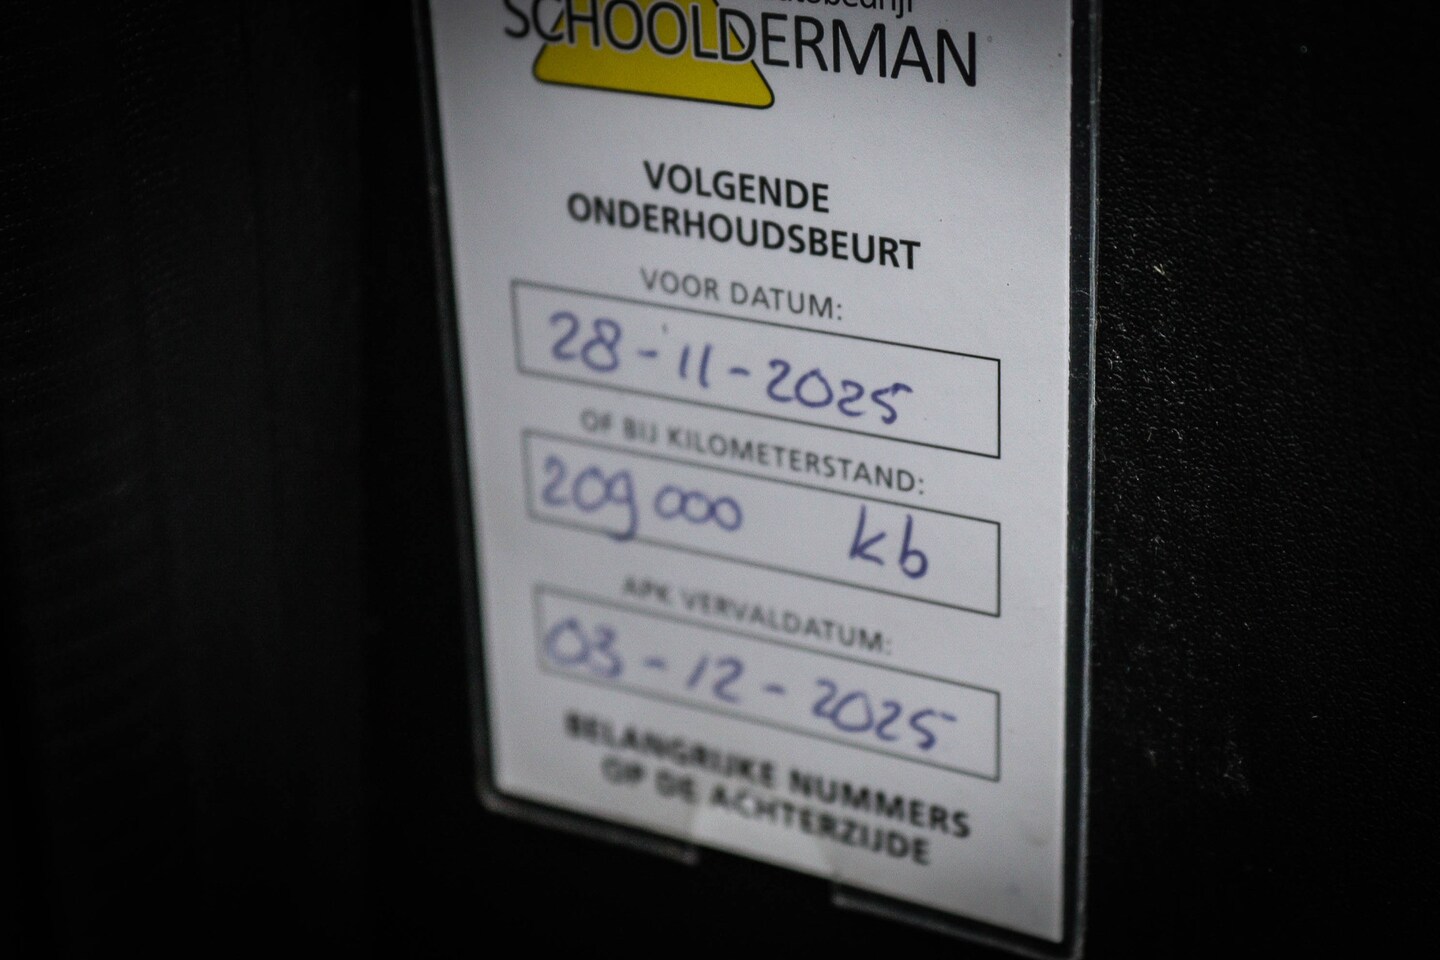 SCHOOLDERMAN
VOLGENDE
ONDERHOUDSBEURT
VOOR DATUM:
28-11-2025
OF BIJ KILOMETERSTAND:
209000 kb
APK VERVALDATUM:
03-12-2025
BELANGRIJKE NUMMERS
OP DE ACHTERZIJDE